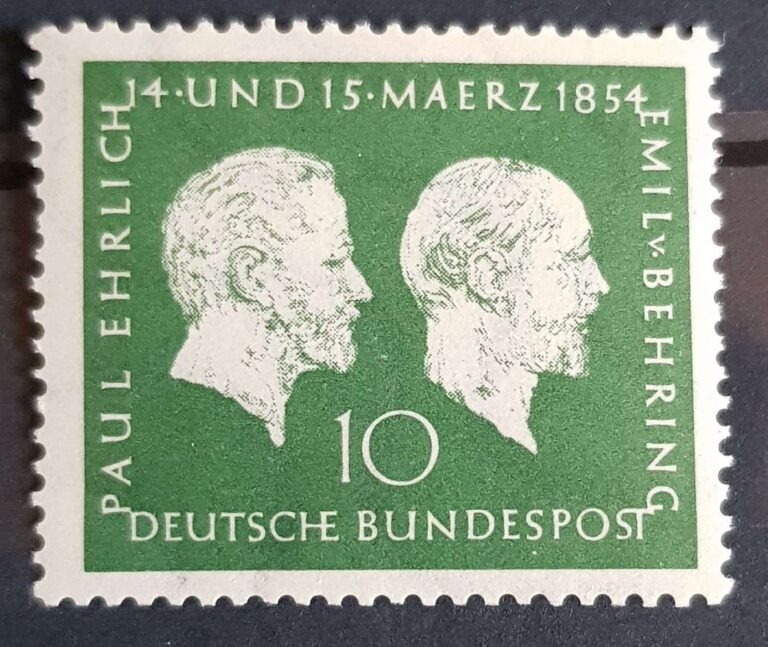 14·UND 15·MAERZ 1854
PAUL EHRLICH
EMIL v. BEHRING
10
DEUTSCHE BUNDESPOST